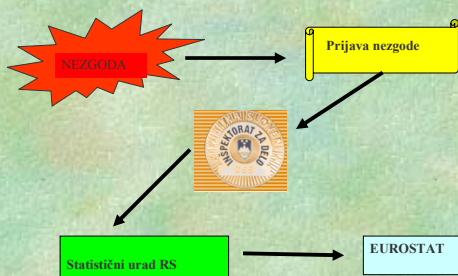 NEZGODA
Prijava nezgode
INŠPEKTORAT ZA DELO
Statistični urad RS
EUROSTAT